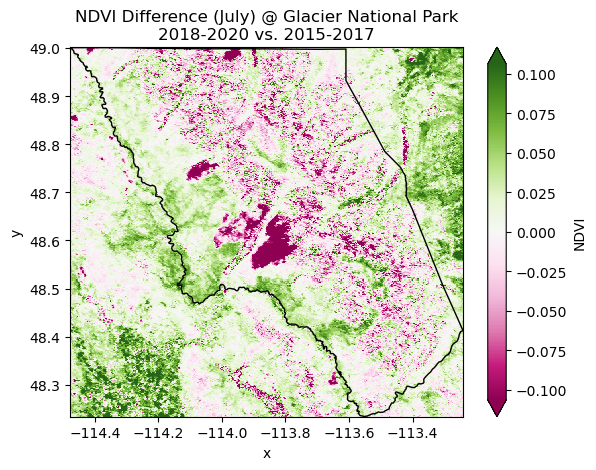 NDVI Difference (July) @ Glacier National Park
2018-2020 vs. 2015-2017
49.0
48.9
48.8
48.7
48.6
48.5
48.4
48.3
y
−114.4 −114.2 −114.0 −113.8 −113.6 −113.4
x
0.100
0.075
0.050
0.025
0.000
−0.025
−0.050
−0.075
−0.100
NDVI